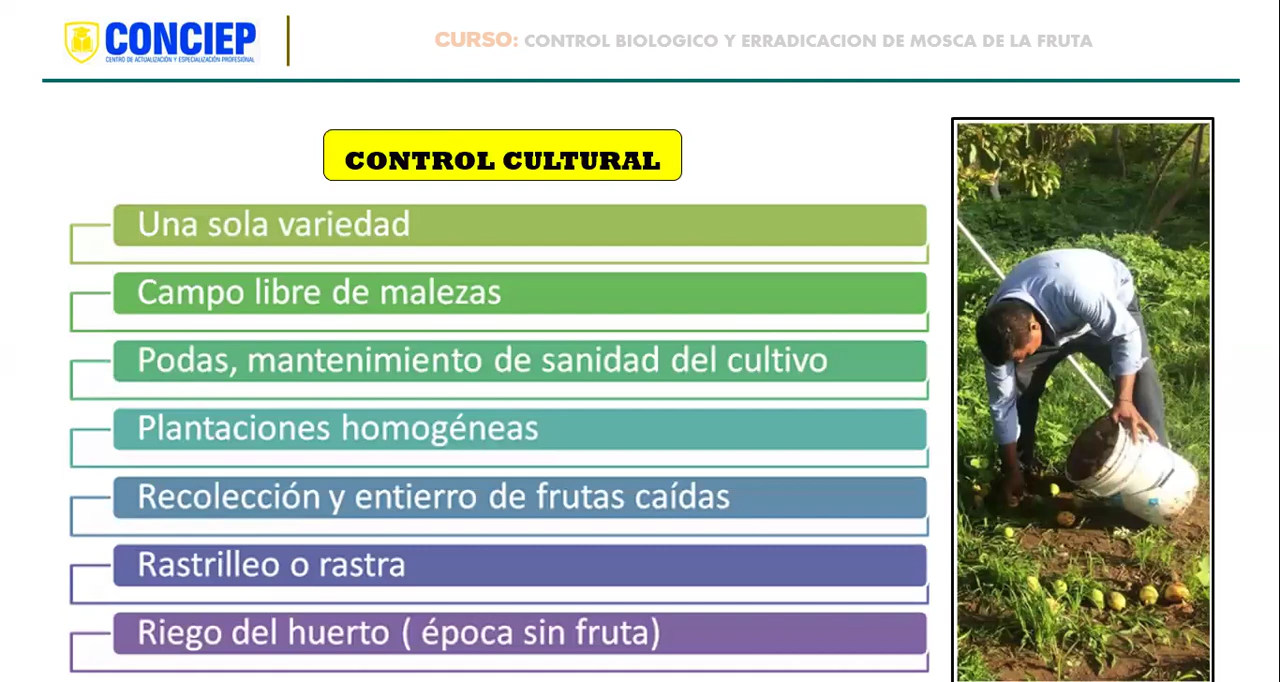 CONCIEP
CENTRO DE ACTUALIZACIÓN Y ESPECIALIZACIÓN PROFESIONAL
CURSO: CONTROL BIOLOGICO Y ERRADICACION DE MOSCA DE LA FRUTA
CONTROL CULTURAL
Una sola variedad
Campo libre de malezas
Podas, mantenimiento de sanidad del cultivo
Plantaciones homogéneas
Recolección y entierro de frutas caídas
Rastrilleo o rastra
Riego del huerto ( época sin fruta)